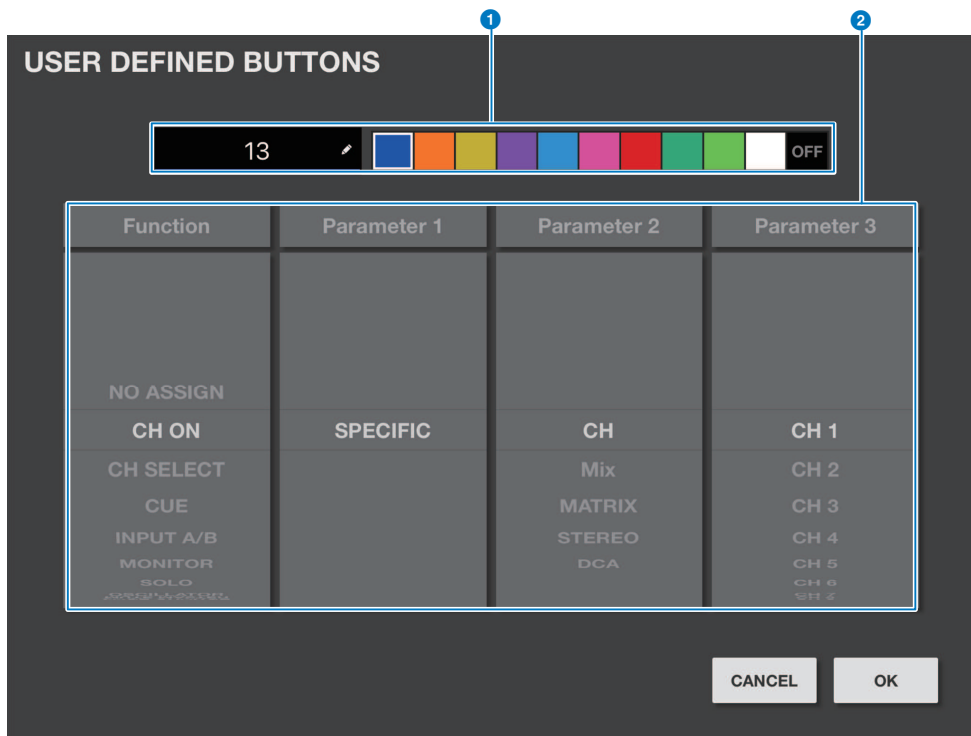 1 2
USER DEFINED BUTTONS
13 OFF
Function Parameter 1 Parameter 2 Parameter 3
NO ASSIGN
CH ON SPECIFIC CH CH 1
CH SELECT Mix CH 2
CUE MATRIX CH 3
INPUT A/B STEREO CH 4
MONITOR DCA CH 5
SOLO CH 6
CH 7
CANCEL OK